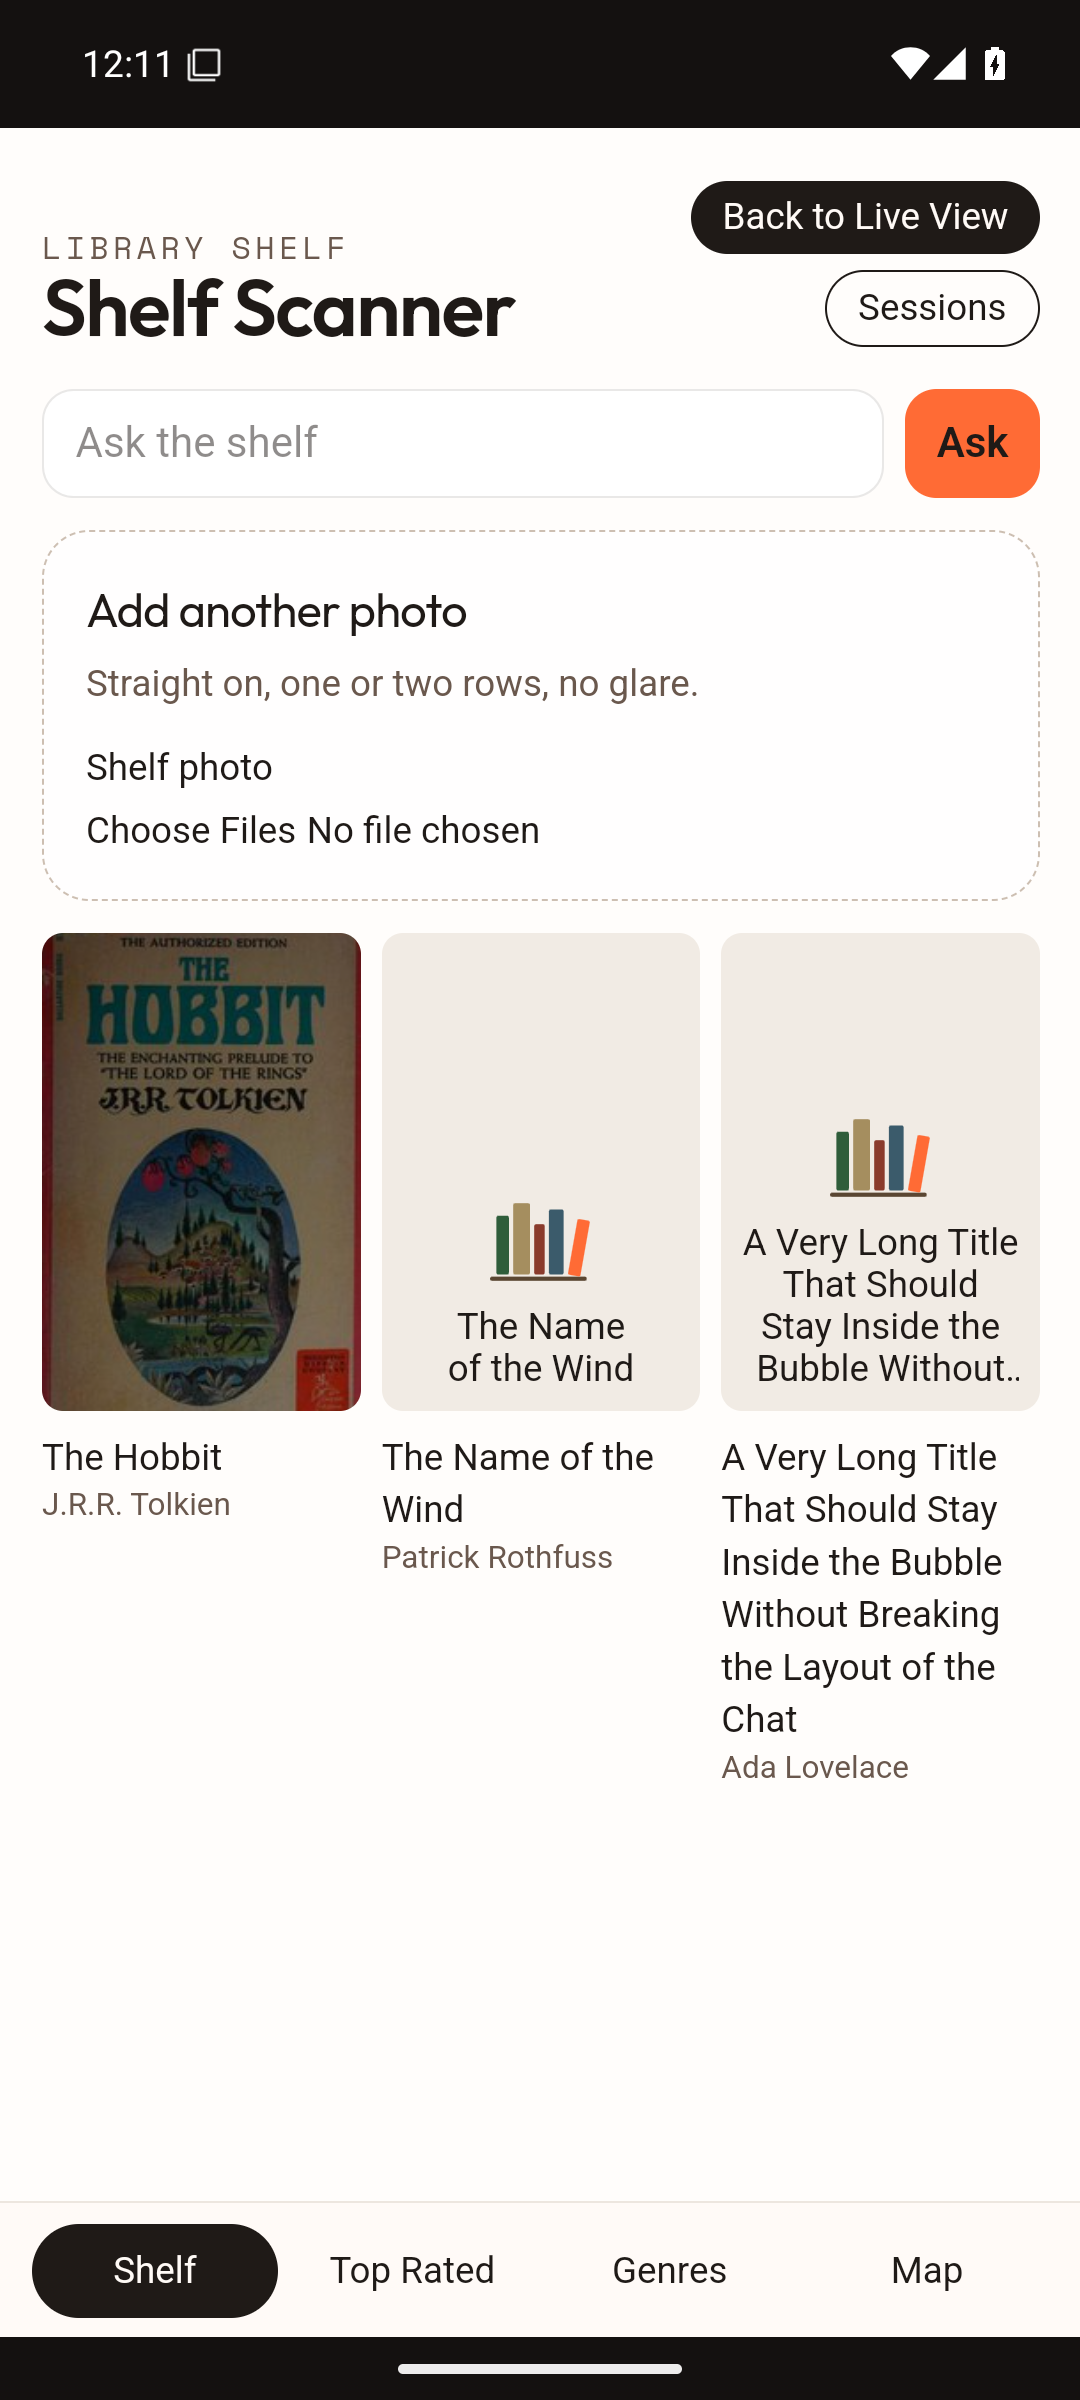 12:11
Back to Live View
LIBRARY SHELF
Shelf Scanner
Sessions
Ask the shelf
Ask
Add another photo
Straight on, one or two rows, no glare.
Shelf photo
Choose Files No file chosen
THE AUTHORIZED EDITION
THE
HOBBIT
THE ENCHANTING PRELUDE TO
"THE LORD OF THE RINGS"
J.R.R. TOLKIEN
The Name
of the Wind
A Very Long Title
That Should
Stay Inside the
Bubble Without..
The Hobbit
J.R.R. Tolkien
The Name of the
Wind
Patrick Rothfuss
A Very Long Title
That Should Stay
Inside the Bubble
Without Breaking
the Layout of the
Chat
Ada Lovelace
Shelf
Top Rated
Genres
Map